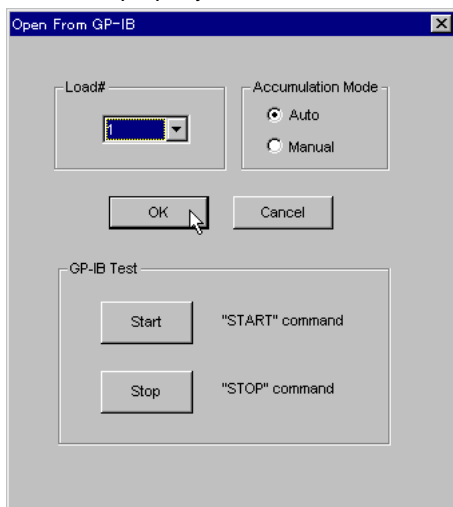 Open From GP-IB
Load#
1
Accumulation Mode
Auto
Manual
OK
Cancel
GP-IB Test
Start
"START" command
Stop
"STOP" command